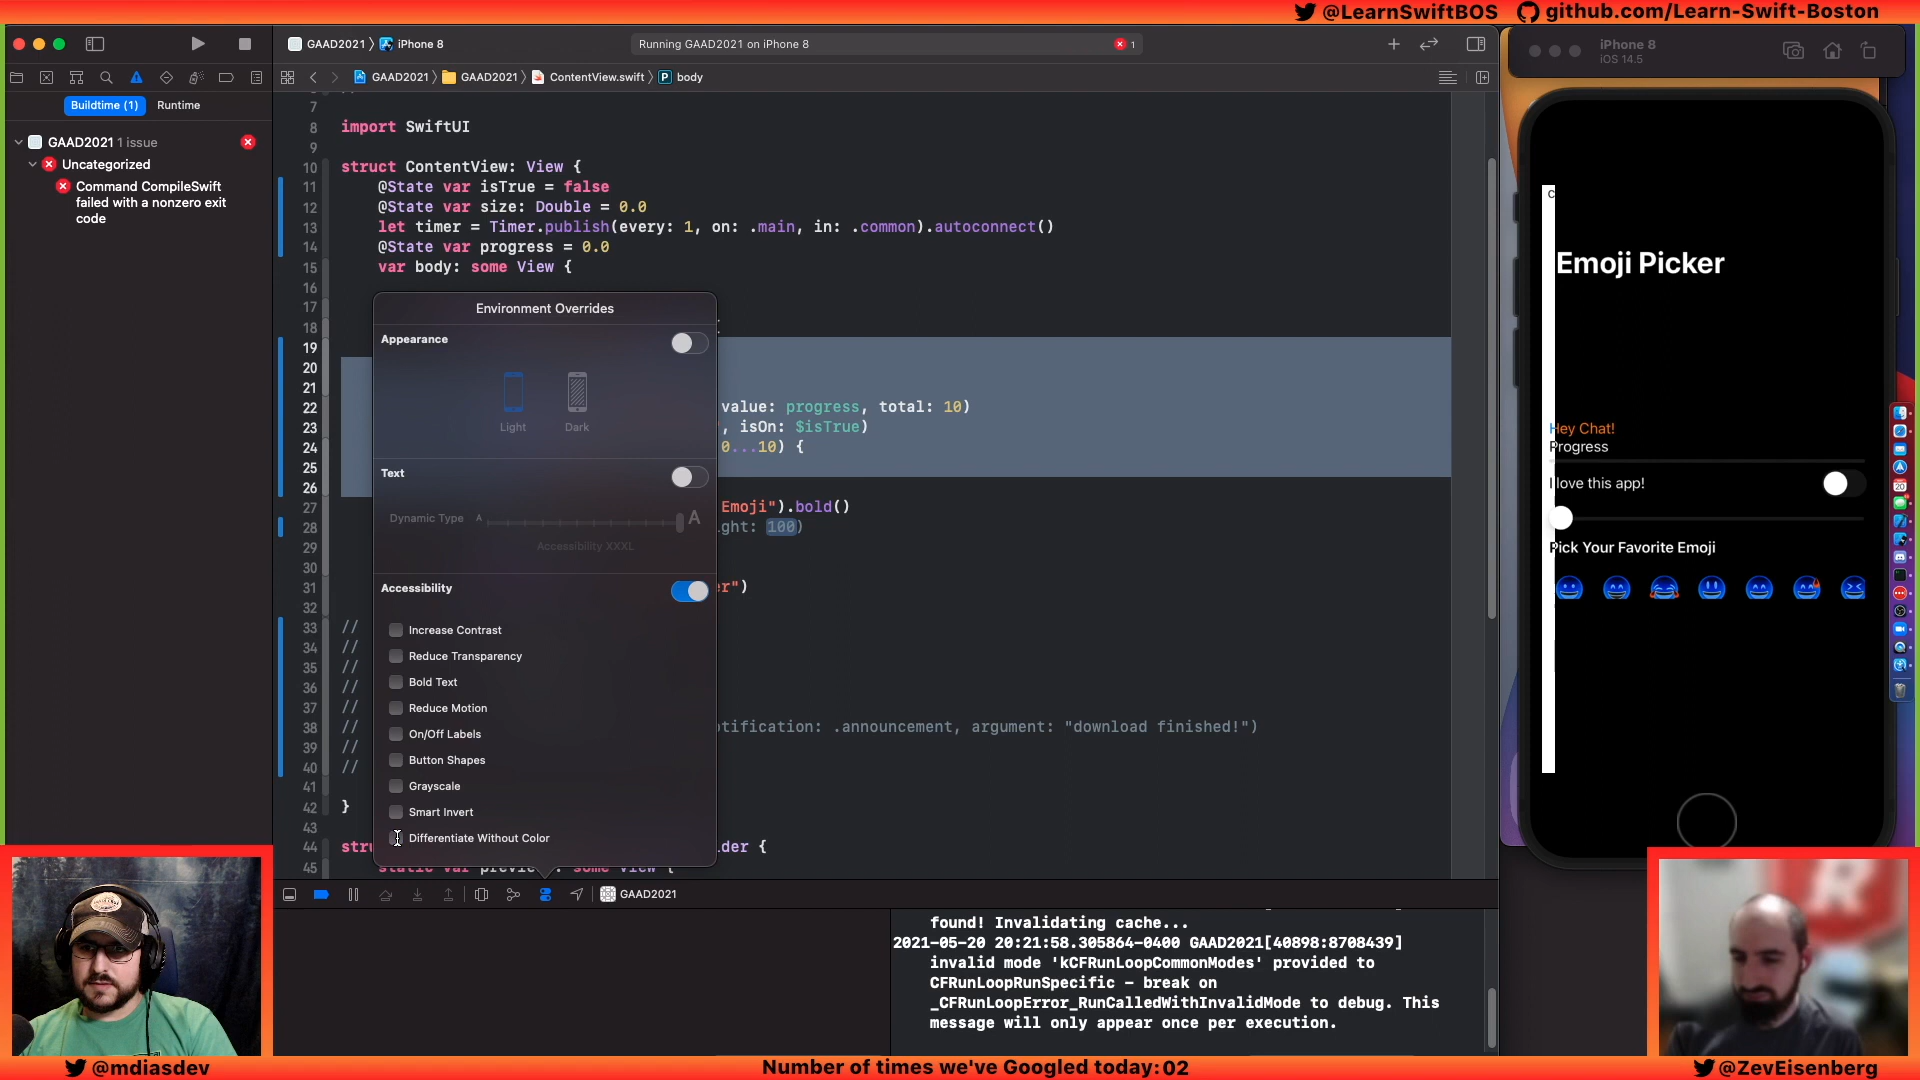 @LearnSwiftBOS github.com/Learn-Swift-Boston
GAAD2021 〉 iPhone 8
Running GAAD2021 on iPhone 8
1
iPhone 8
iOS 14.5
GAAD2021 〉 GAAD2021 〉 ContentView.swift 〉 P body
Buildtime (1) Runtime
GAAD2021 1 issue
Uncategorized
Command CompileSwift
failed with a nonzero exit
code
7
8 import SwiftUI
9
10 struct ContentView: View {
11 @State var isTrue = false
12 @State var size: Double = 0.0
13 let timer = Timer.publish(every: 1, on: .main, in: .common).autoconnect()
14 @State var progress = 0.0
15 var body: some View {
16
17
18
19
20
21
22 value: progress, total: 10)
23 , isOn: $isTrue)
24 0...10) {
25
26
27 Emoji").bold()
28 ght: 100)
29
30
31 r")
32
33 //
34 //
35 //
36 //
37 //
38 // tification: .announcement, argument: "download finished!")
39 //
40 //
41
42 }
43
44 stru der {
45 static var previe : some View {
Environment Overrides
Appearance
Light Dark
Text
Dynamic Type A A
Accessibility XXXL
Accessibility
Increase Contrast
Reduce Transparency
Bold Text
Reduce Motion
On/Off Labels
Button Shapes
Grayscale
Smart Invert
Differentiate Without Color
GAAD2021
found! Invalidating cache...
2021-05-20 20:21:58.305864-0400 GAAD2021[40898:8708439]
invalid mode 'kCFRunLoopCommonModes' provided to
CFRunLoopRunSpecific - break on
_CFRunLoopError_RunCalledWithInvalidMode to debug. This
message will only appear once per execution.
C
Emoji Picker
Hey Chat!
Progress
I love this app!
Pick Your Favorite Emoji
20
R
@mdiasdev
Number of times we've Googled today: 02
@ZevEisenberg